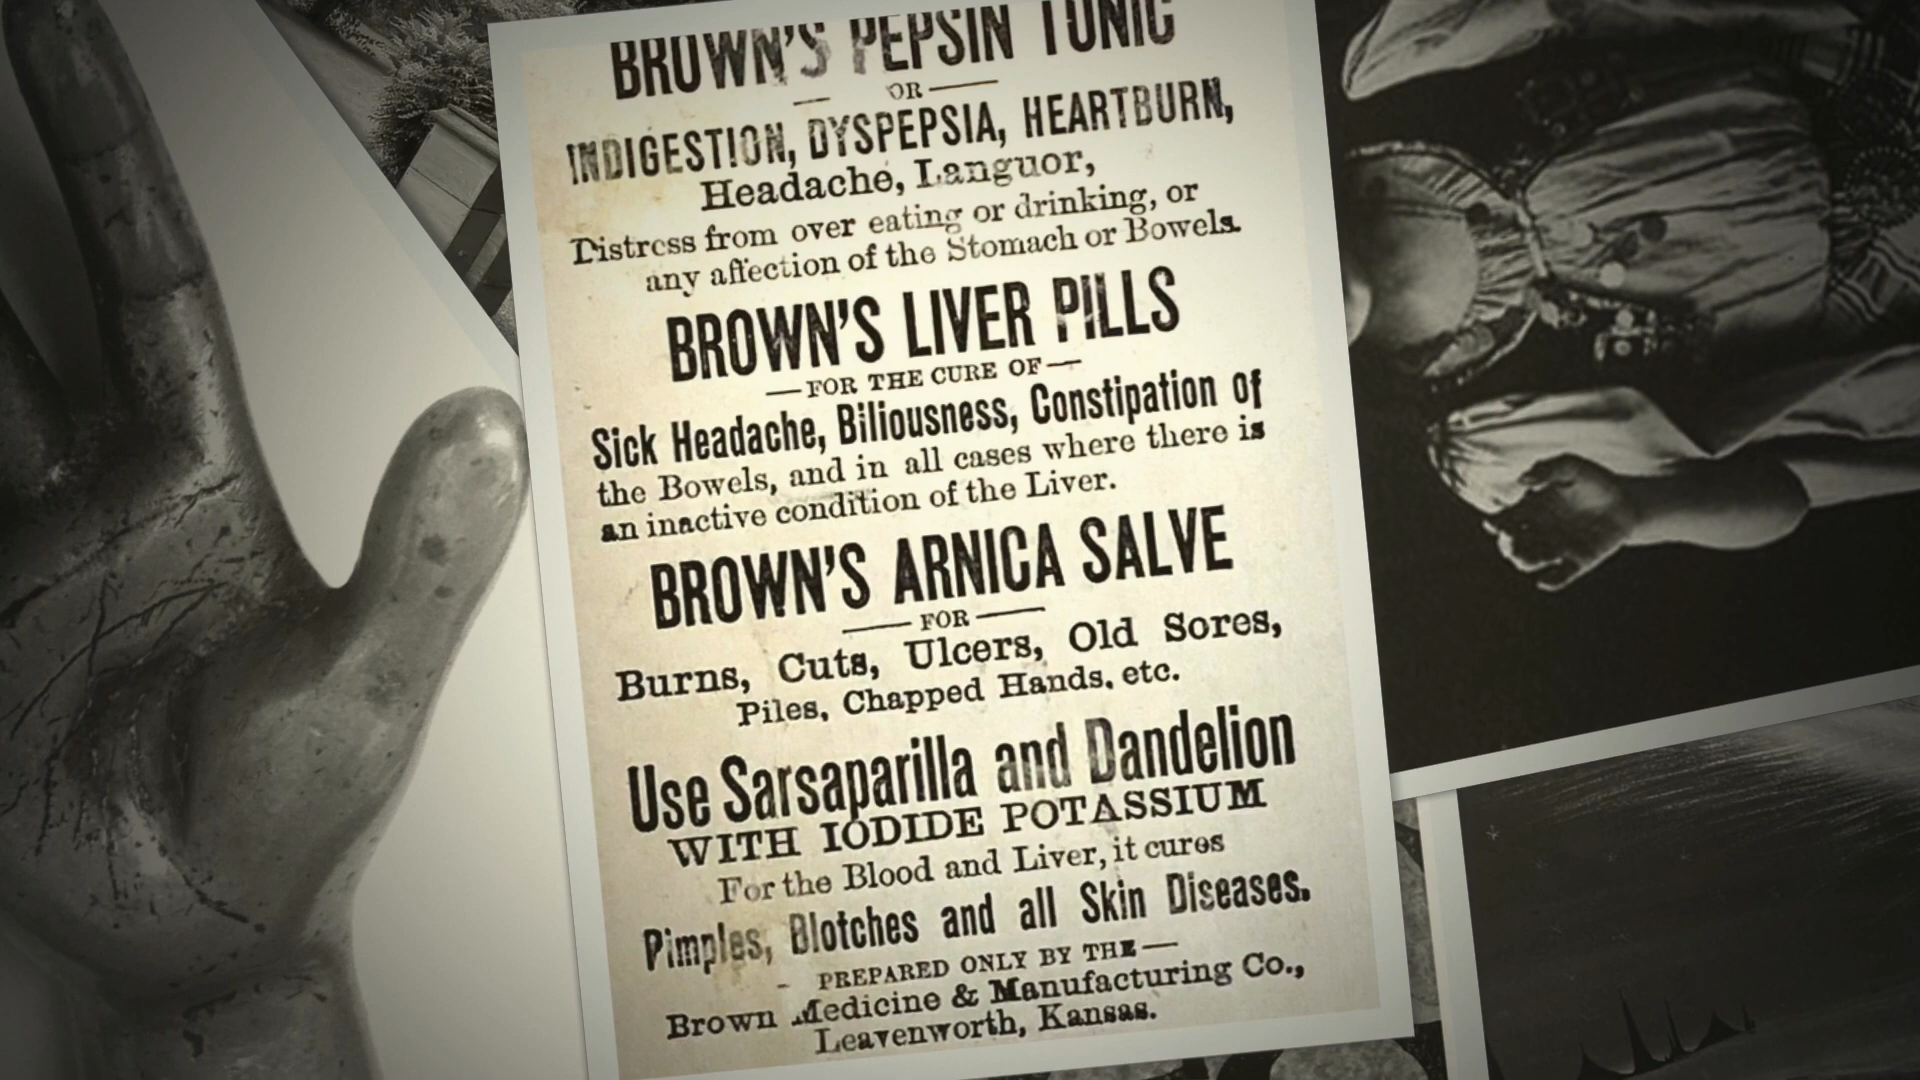 BROWN'S PEPSIN TONIC
OR
INDIGESTION, DYSPEPSIA, HEARTBURN,
Headache, Languor,
Distress from over eating or drinking, or
any affection of the Stomach or Bowels.
BROWN'S LIVER PILLS
—FOR THE CURE OF—
Sick Headache, Biliousness, Constipation of
the Bowels, and in all cases where there is
an inactive condition of the Liver.
BROWN'S ARNICA SALVE
— FOR —
Burns, Cuts, Ulcers, Old Sores,
Piles, Chapped Hands, etc.
Use Sarsaparilla and Dandelion
WITH IODIDE POTASSIUM
For the Blood and Liver, it cures
Pimples, Blotches and all Skin Diseases.
- PREPARED ONLY BY THE —
Brown Medicine & Manufacturing Co.,
Leavenworth, Kansas.